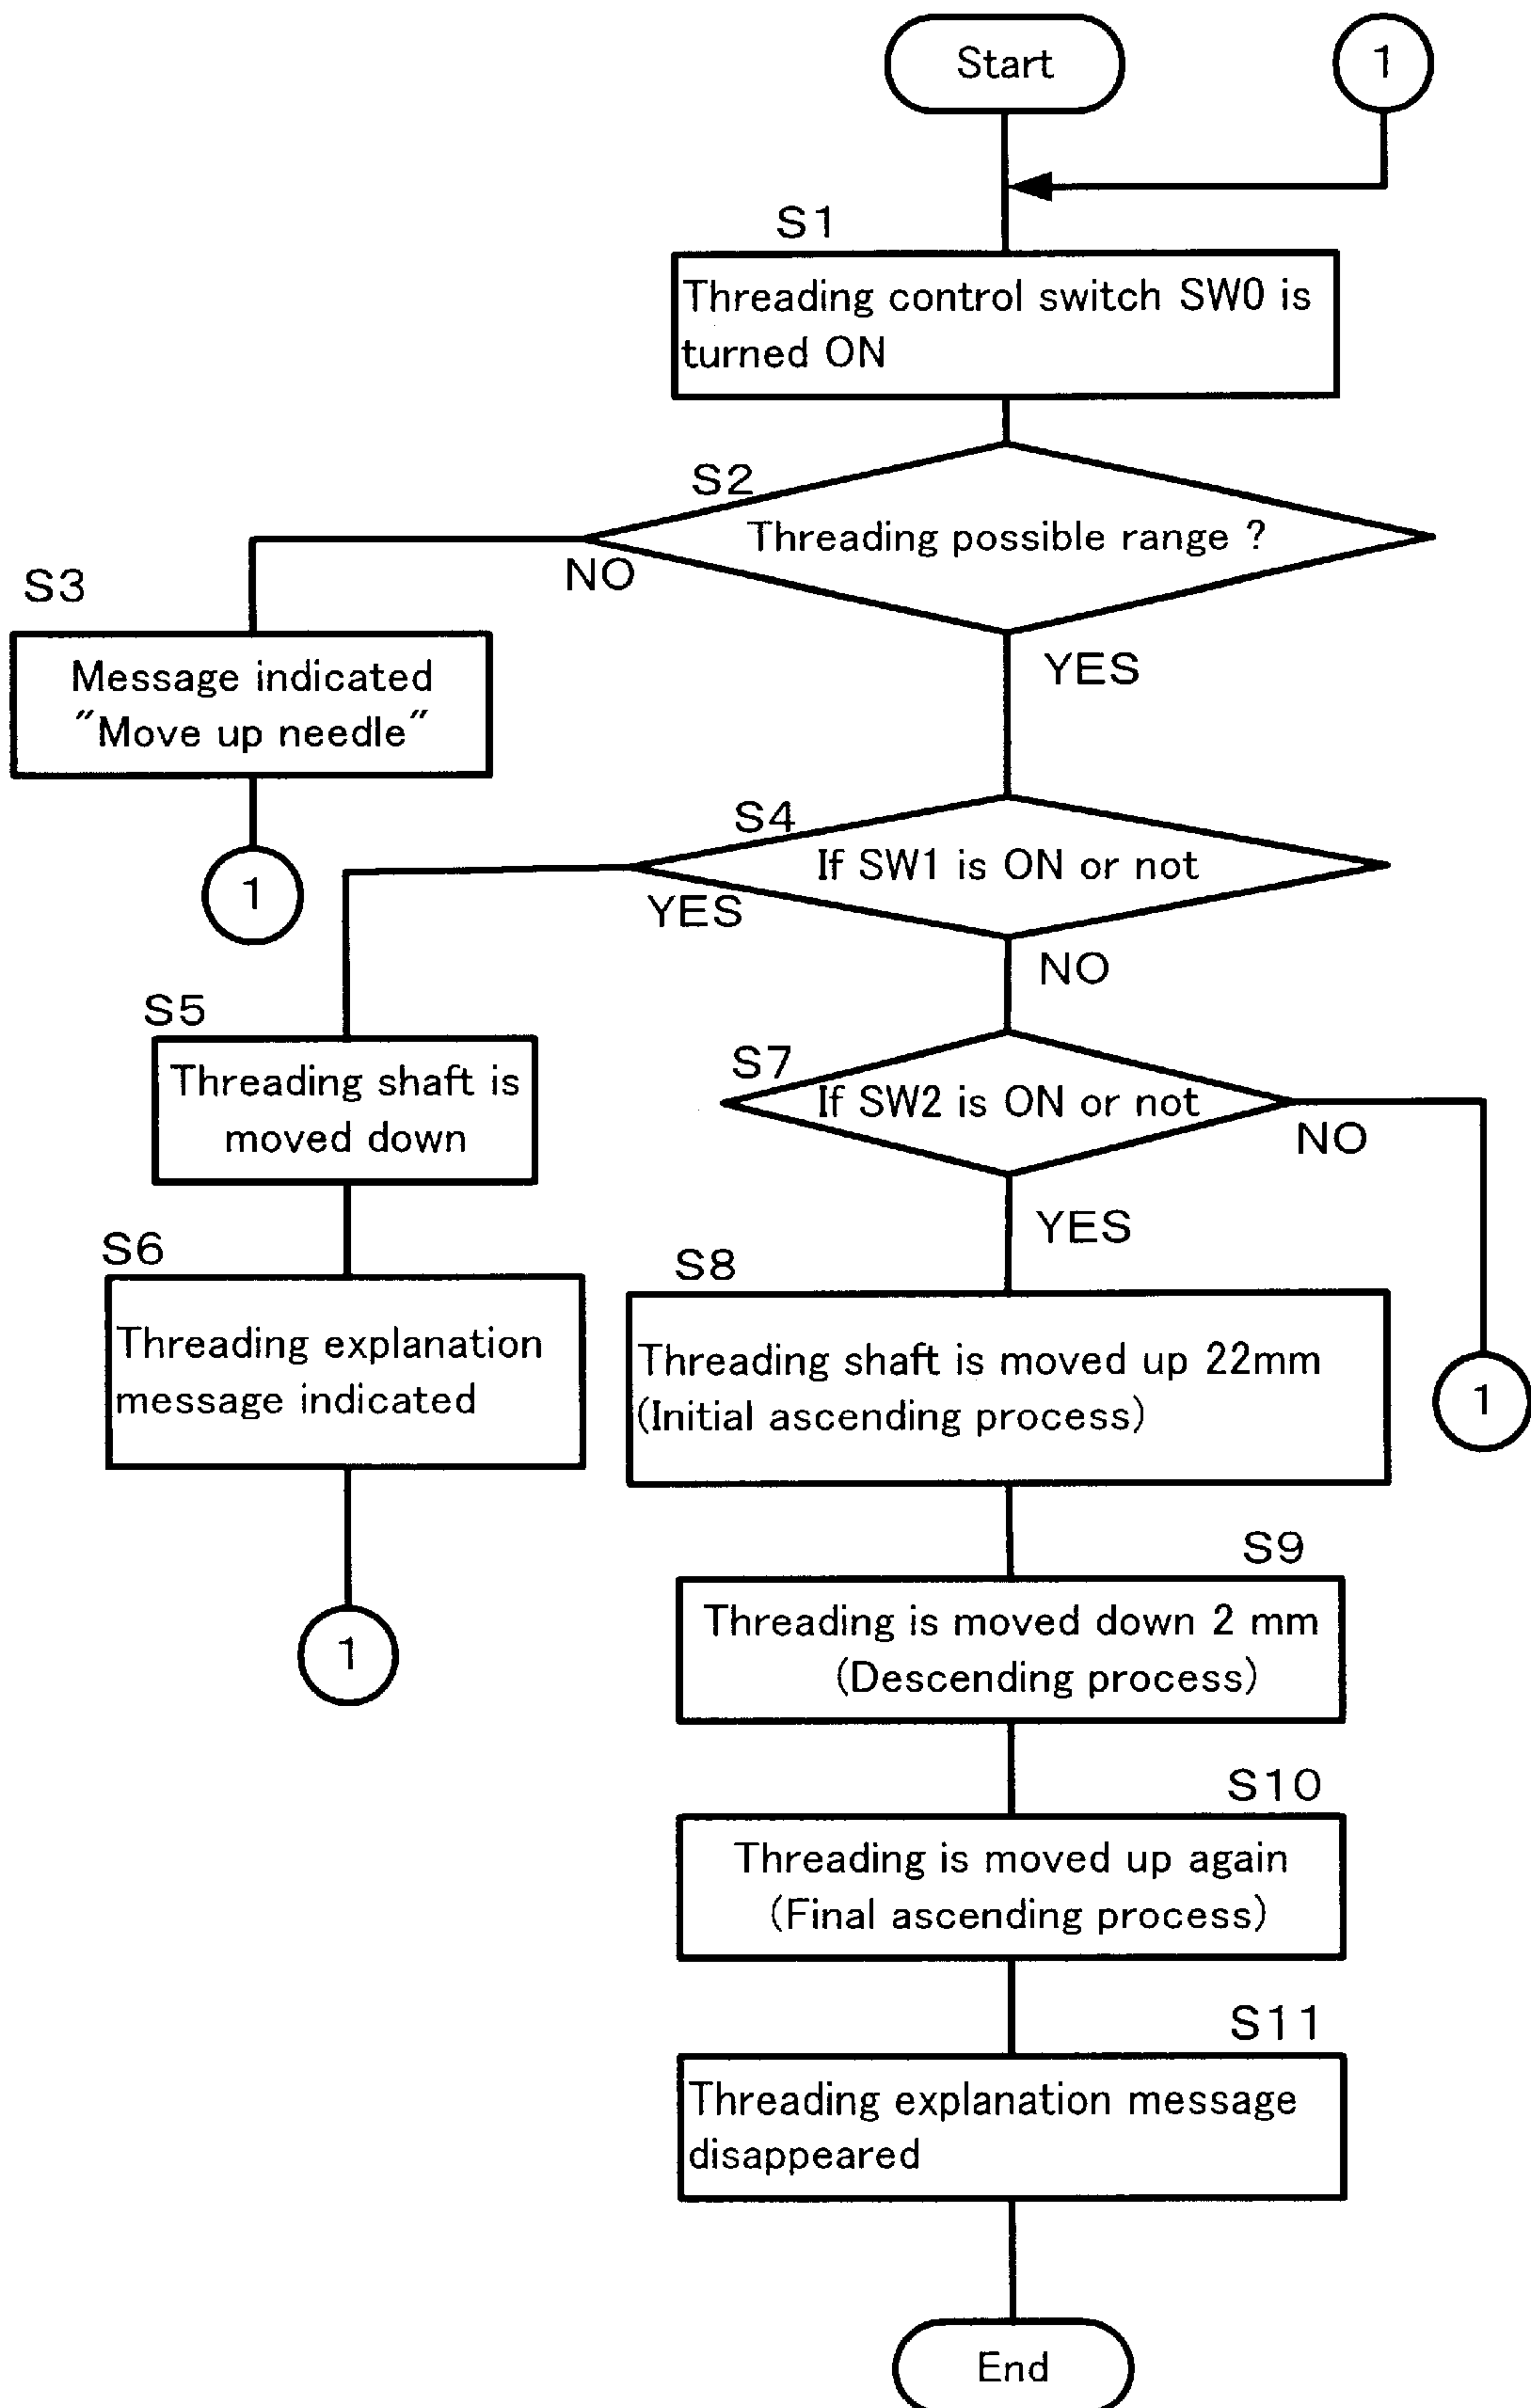 Start
1
S1
Threading control switch SW0 is
turned ON
S2
Threading possible range ?
NO
YES
S3
Message indicated
"Move up needle"
1
S4
If SW1 is ON or not
YES
NO
S5
Threading shaft is
moved down
S7
If SW2 is ON or not
NO
YES
S6
Threading explanation
message indicated
1
S8
Threading shaft is moved up 22mm
(Initial ascending process)
1
S9
Threading is moved down 2 mm
(Descending process)
S10
Threading is moved up again
(Final ascending process)
S11
Threading explanation message
disappeared
End